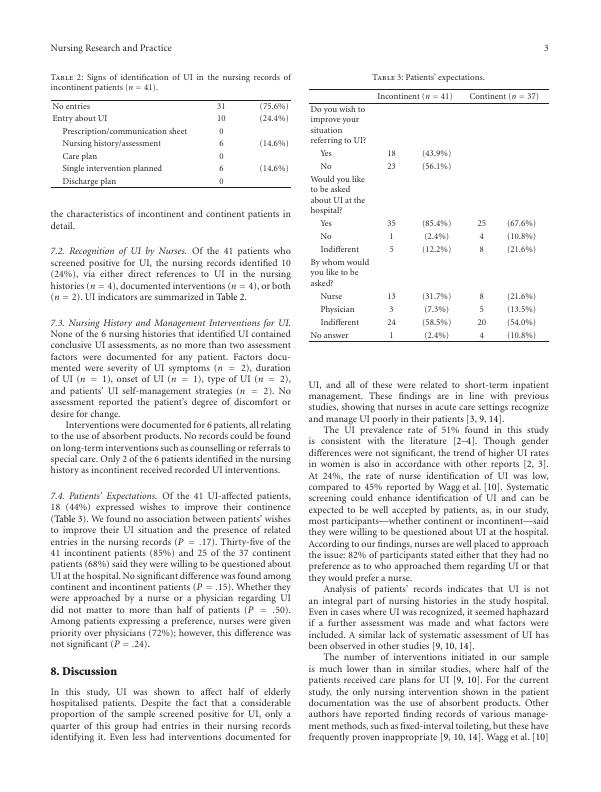 Nursing Research and Practice
3
TABLE 2: Signs of identification of UI in the nursing records of
incontinent patients (n = 41).
No entries 31 (75.6%)
Entry about UI 10 (24.4%)
Prescription/communication sheet 0
Nursing history/assessment 6 (14.6%)
Care plan 0
Single intervention planned 6 (14.6%)
Discharge plan 0
the characteristics of incontinent and continent patients in
detail.
7.2. Recognition of UI by Nurses. Of the 41 patients who
screened positive for UI, the nursing records identified 10
(24%), via either direct references to UI in the nursing
histories (n = 4), documented interventions (n = 4), or both
(n = 2). UI indicators are summarized in Table 2.
7.3. Nursing History and Management Interventions for UI.
None of the 6 nursing histories that identified UI contained
conclusive UI assessments, as no more than two assessment
factors were documented for any patient. Factors docu-
mented were severity of UI symptoms (n = 2), duration
of UI (n = 1), onset of UI (n = 1), type of UI (n = 2),
and patients' UI self-management strategies (n = 2). No
assessment reported the patient's degree of discomfort or
desire for change.
Interventions were documented for 6 patients, all relating
to the use of absorbent products. No records could be found
on long-term interventions such as counselling or referrals to
special care. Only 2 of the 6 patients identified in the nursing
history as incontinent received recorded UI interventions.
7.4. Patients' Expectations. Of the 41 UI-affected patients,
18 (44%) expressed wishes to improve their continence
(Table 3). We found no association between patients' wishes
to improve their UI situation and the presence of related
entries in the nursing records (P = .17). Thirty-five of the
41 incontinent patients (85%) and 25 of the 37 continent
patients (68%) said they were willing to be questioned about
UI at the hospital. No significant difference was found among
continent and incontinent patients (P = .15). Whether they
were approached by a nurse or a physician regarding UI
did not matter to more than half of patients (P = .50).
Among patients expressing a preference, nurses were given
priority over physicians (72%); however, this difference was
not significant (P = .24).
8. Discussion
In this study, UI was shown to affect half of elderly
hospitalised patients. Despite the fact that a considerable
proportion of the sample screened positive for UI, only a
quarter of this group had entries in their nursing records
identifying it. Even less had interventions documented for
TABLE 3: Patients' expectations.
Incontinent (n = 41) Continent (n = 37)
Do you wish to
improve your
situation
referring to UI?
Yes 18 (43.9%)
No 23 (56.1%)
Would you like
to be asked
about UI at the
hospital?
Yes 35 (85.4%) 25 (67.6%)
No 1 (2.4%) 4 (10.8%)
Indifferent 5 (12.2%) 8 (21.6%)
By whom would
you like to be
asked?
Nurse 13 (31.7%) 8 (21.6%)
Physician 3 (7.3%) 5 (13.5%)
Indifferent 24 (58.5%) 20 (54.0%)
No answer 1 (2.4%) 4 (10.8%)
UI, and all of these were related to short-term inpatient
management. These findings are in line with previous
studies, showing that nurses in acute care settings recognize
and manage UI poorly in their patients [3, 9, 14].
The UI prevalence rate of 51% found in this study
is consistent with the literature [2–4]. Though gender
differences were not significant, the trend of higher UI rates
in women is also in accordance with other reports [2, 3].
At 24%, the rate of nurse identification of UI was low,
compared to 45% reported by Wagg et al. [10]. Systematic
screening could enhance identification of UI and can be
expected to be well accepted by patients, as, in our study,
most participants—whether continent or incontinent—said
they were willing to be questioned about UI at the hospital.
According to our findings, nurses are well placed to approach
the issue: 82% of participants stated either that they had no
preference as to who approached them regarding UI or that
they would prefer a nurse.
Analysis of patients' records indicates that UI is not
an integral part of nursing histories in the study hospital.
Even in cases where UI was recognized, it seemed haphazard
if a further assessment was made and what factors were
included. A similar lack of systematic assessment of UI has
been observed in other studies [9, 10, 14].
The number of interventions initiated in our sample
is much lower than in similar studies, where half of the
patients received care plans for UI [9, 10]. For the current
study, the only nursing intervention shown in the patient
documentation was the use of absorbent products. Other
authors have reported finding records of various manage-
ment methods, such as fixed-interval toileting, but these have
frequently proven inappropriate [9, 10, 14]. Wagg et al. [10]